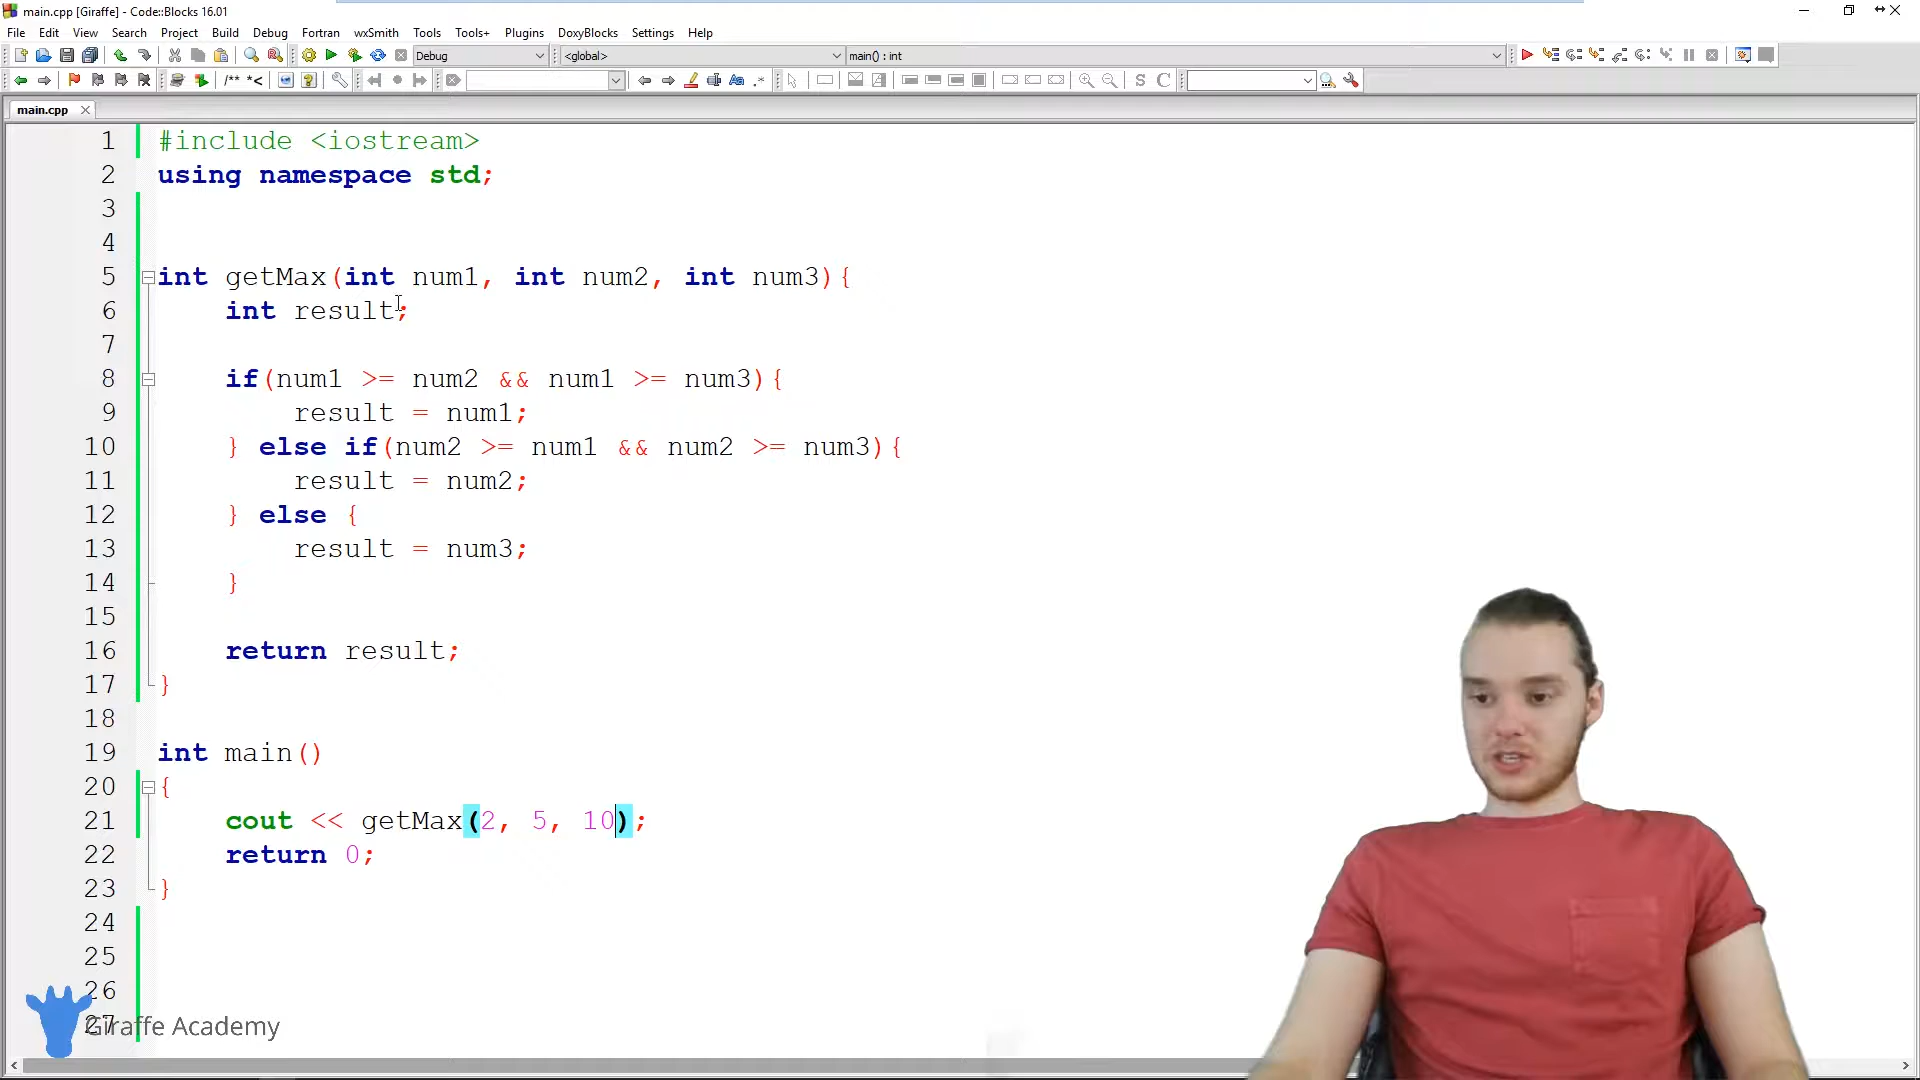 main.cpp [Giraffe] - Code::Blocks 16.01
File Edit View Search Project Build Debug Fortran wxSmith Tools Tools+ Plugins DoxyBlocks Settings Help
Debug <global> main() : int
/** *<
S C
main.cpp
1 #include <iostream>
2 using namespace std;
3
4
5 int getMax(int num1, int num2, int num3){
6 int result;
7
8 if(num1 >= num2 && num1 >= num3){
9 result = num1;
10 } else if(num2 >= num1 && num2 >= num3){
11 result = num2;
12 } else {
13 result = num3;
14 }
15
16 return result;
17 }
18
19 int main()
20 {
21 cout << getMax(2, 5, 10);
22 return 0;
23 }
24
25
26
27
Giraffe Academy